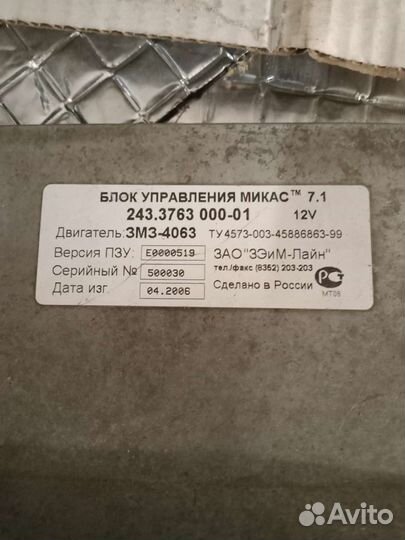 БЛОК УПРАВЛЕНИЯ МИКАС™ 7.1
243.3763 000-01 12V
Двигатель: ЗМЗ-4063 ТУ 4573-003-45886863-99
Версия ПЗУ: E0000519 ЗАО "ЗЭиМ-Лайн"
Серийный № 500030 тел./факс (8352) 203-203
Дата изг. 04.2006 Сделано в России
РСТ
МТ05
Avito